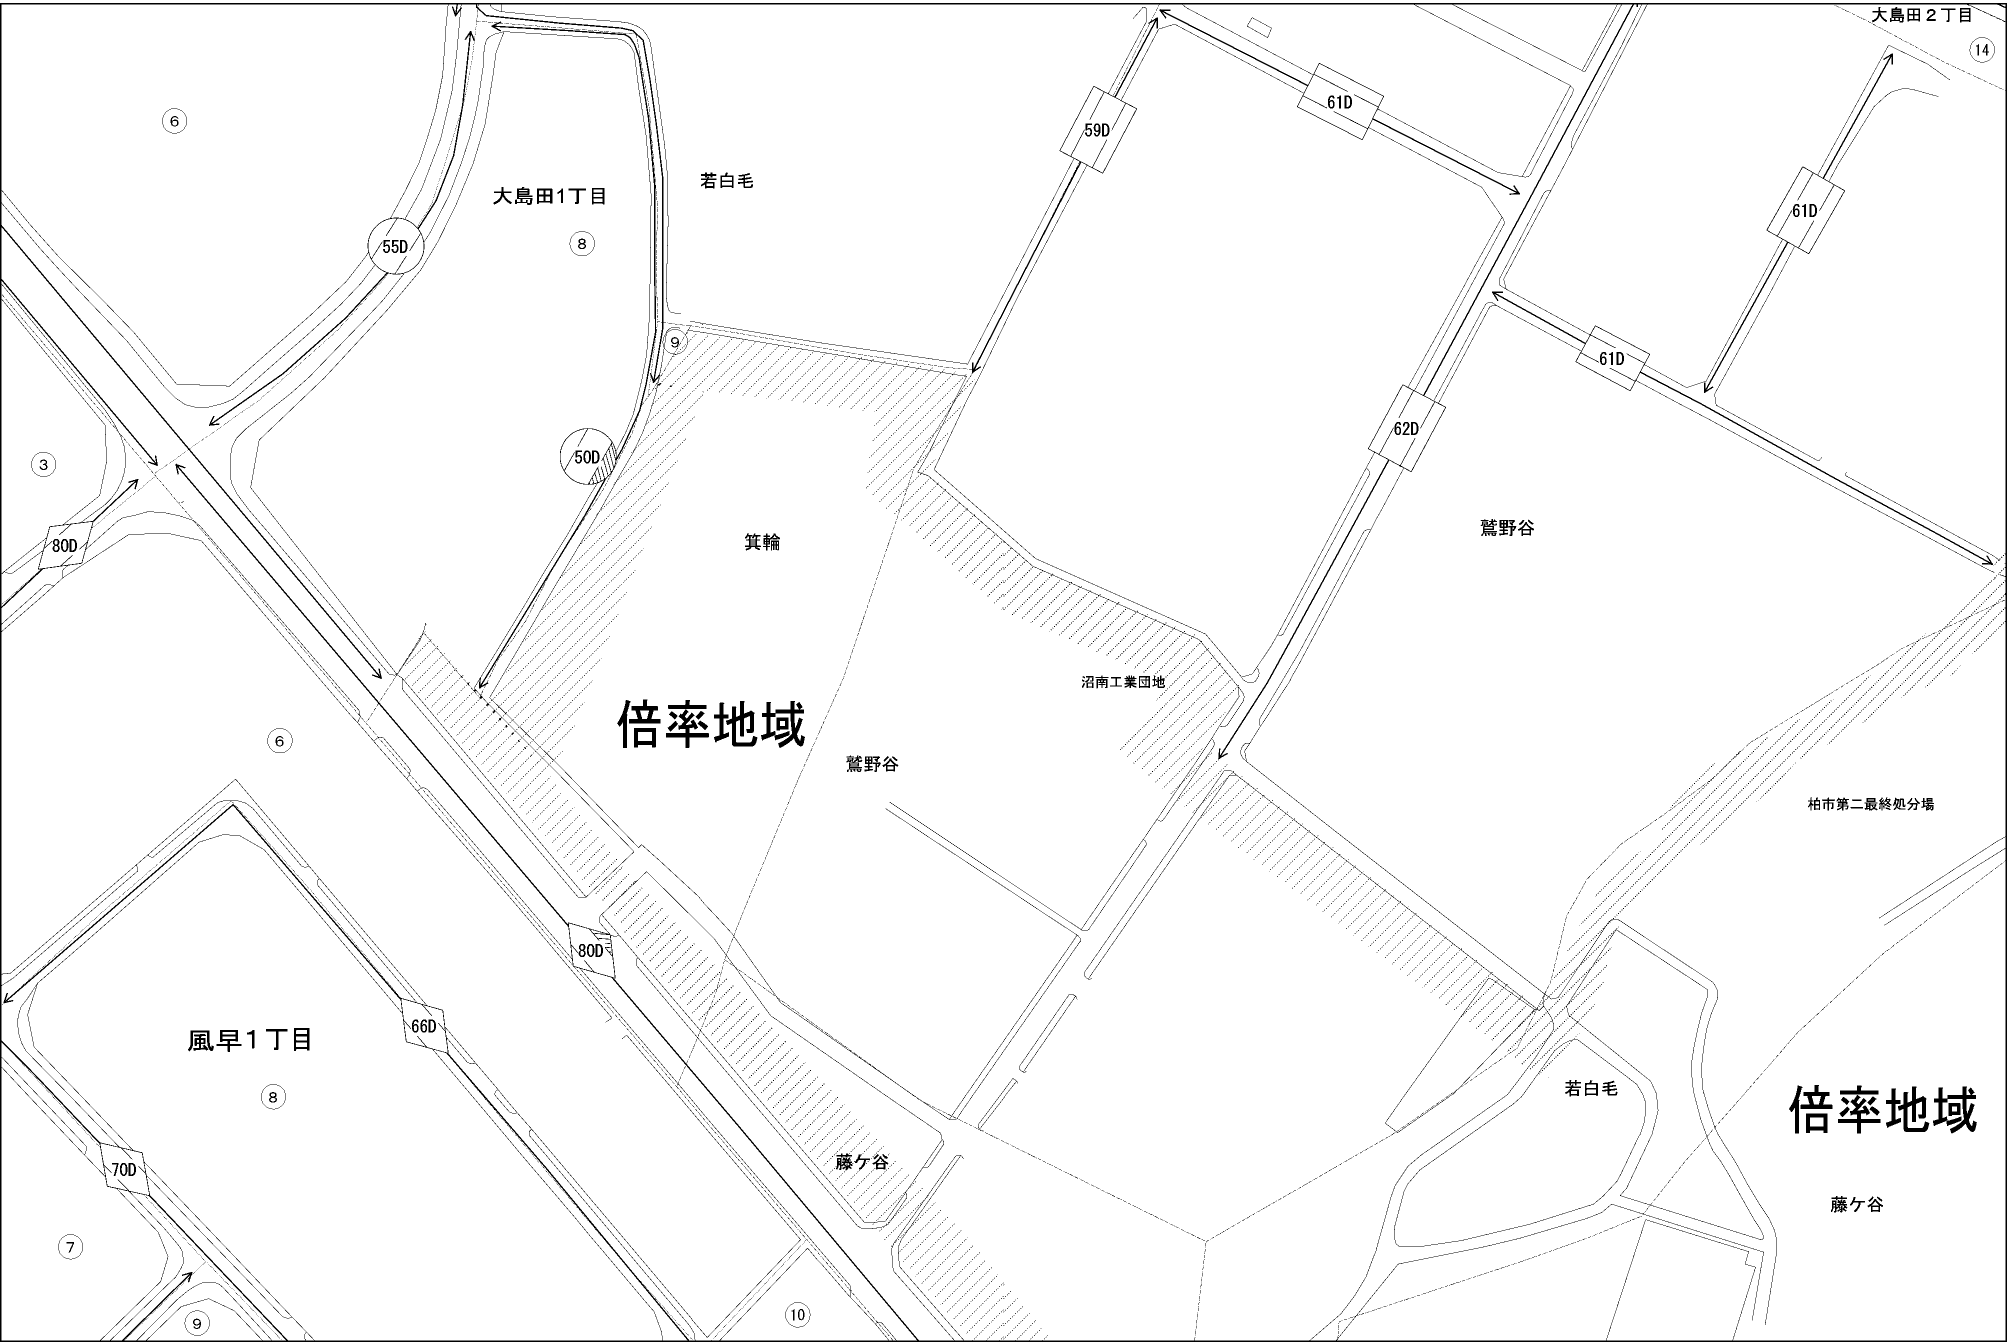 大島田２丁目
14
6
61D
59D
大島田1丁目
若白毛
61D
8
55D
9
61D
62D
50D
3
鷲野谷
80D
箕輪
沼南工業団地
倍率地域
6
鷲野谷
柏市第二最終処分場
80D
66D
風早１丁目
8
若白毛
倍率地域
藤ケ谷
70D
藤ケ谷
7
10
9